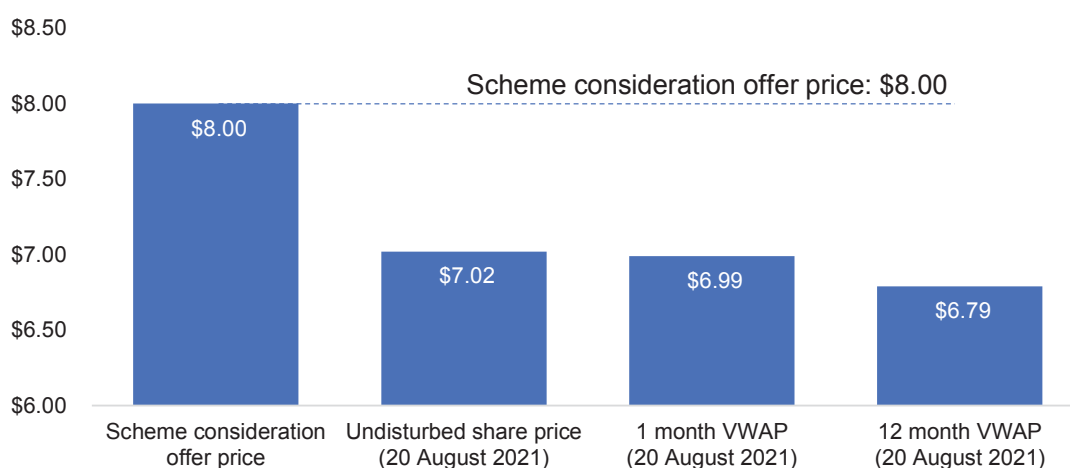 $8.50
Scheme consideration offer price: $8.00
$8.00
$8.00
$7.50
$7.00
$7.02
$6.99
$6.79
$6.50
$6.00
Scheme consideration
offer price
Undisturbed share price
(20 August 2021)
1 month VWAP
(20 August 2021)
12 month VWAP
(20 August 2021)